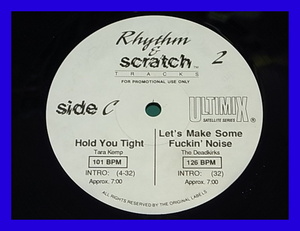 Rhythm
&
scratch™
TRACKS
FOR PROMOTIONAL USE ONLY
2
side C
ULTIMIX®
SATELLITE SERIES
Hold You Tight
Tara Kemp
101 BPM
INTRO: (4-32)
Approx. 7:00
Let's Make Some
Fuckin' Noise
The Deadkirks
126 BPM
INTRO: (32)
Approx. 7:00
ALL RIGHTS RESERVED BY THE ORIGINAL LABELS